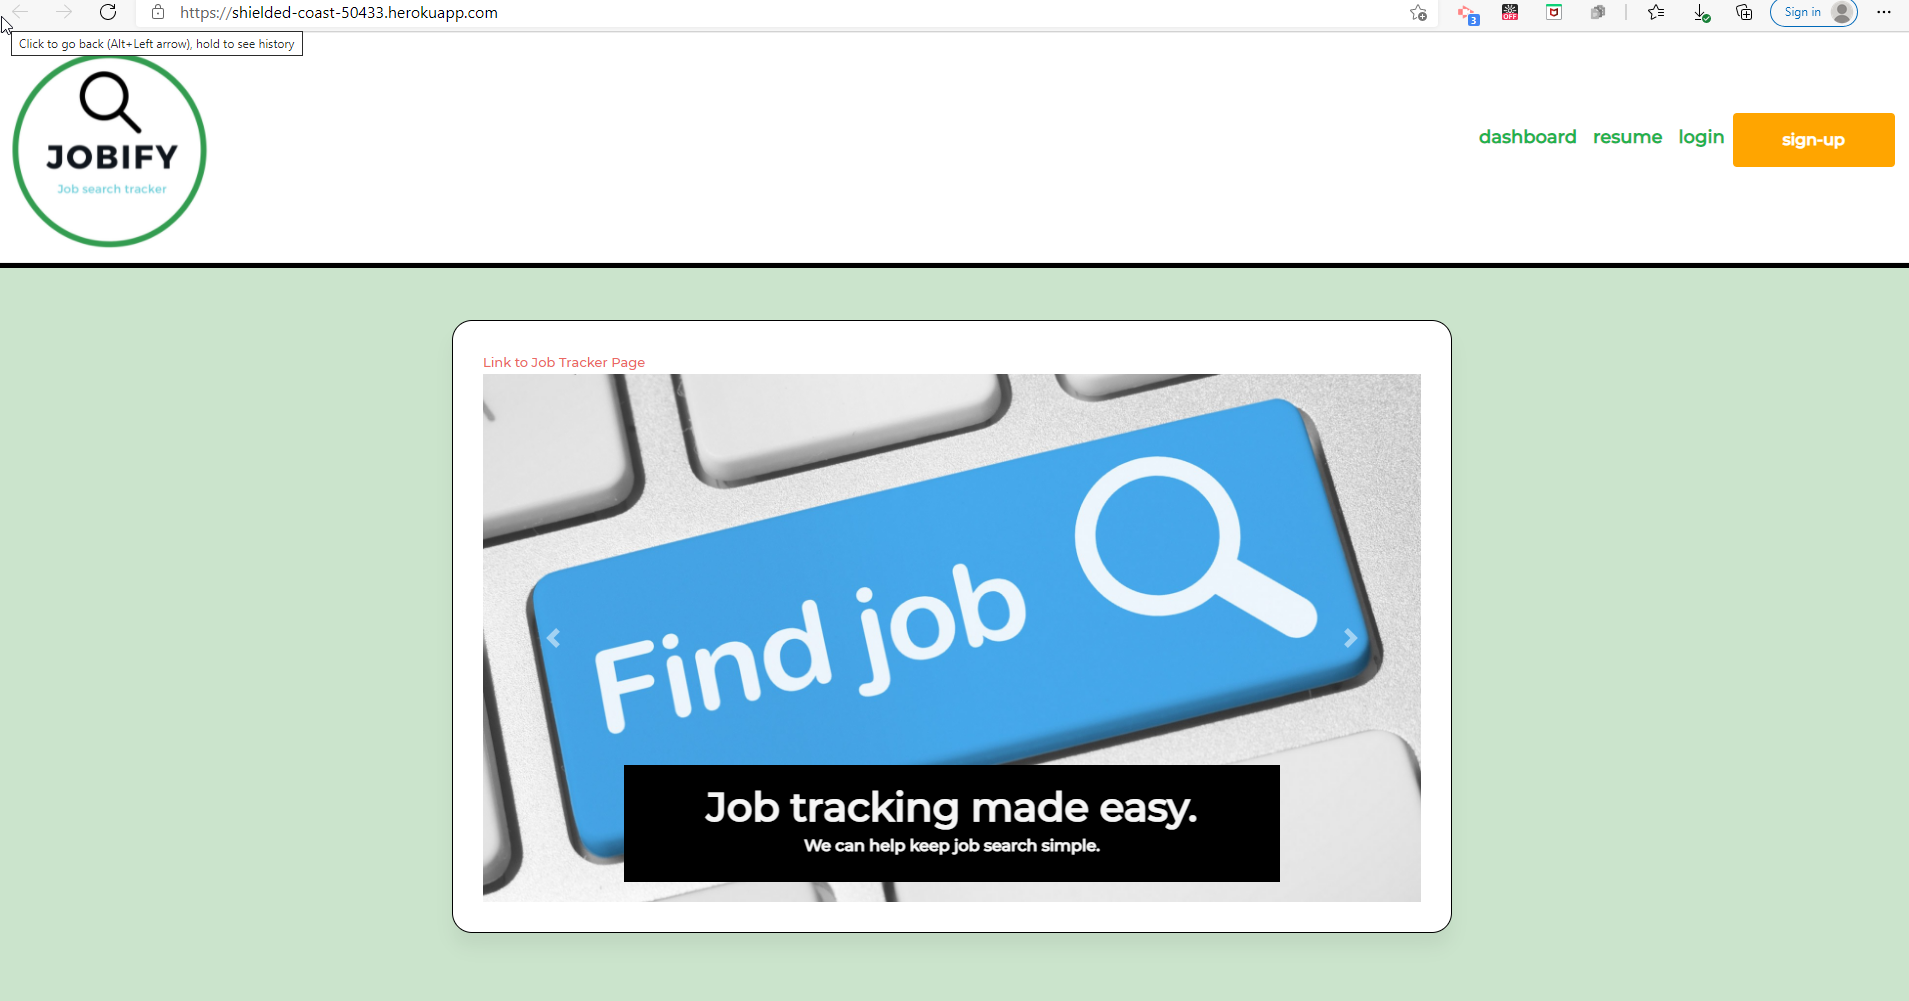 https://shielded-coast-50433.herokuapp.com
3
OFF
Sign in
Click to go back (Alt+Left arrow), hold to see history
JOBIFY
Job search tracker
dashboard resume login sign-up
Link to Job Tracker Page
Find job
Job tracking made easy.
We can help keep job search simple.